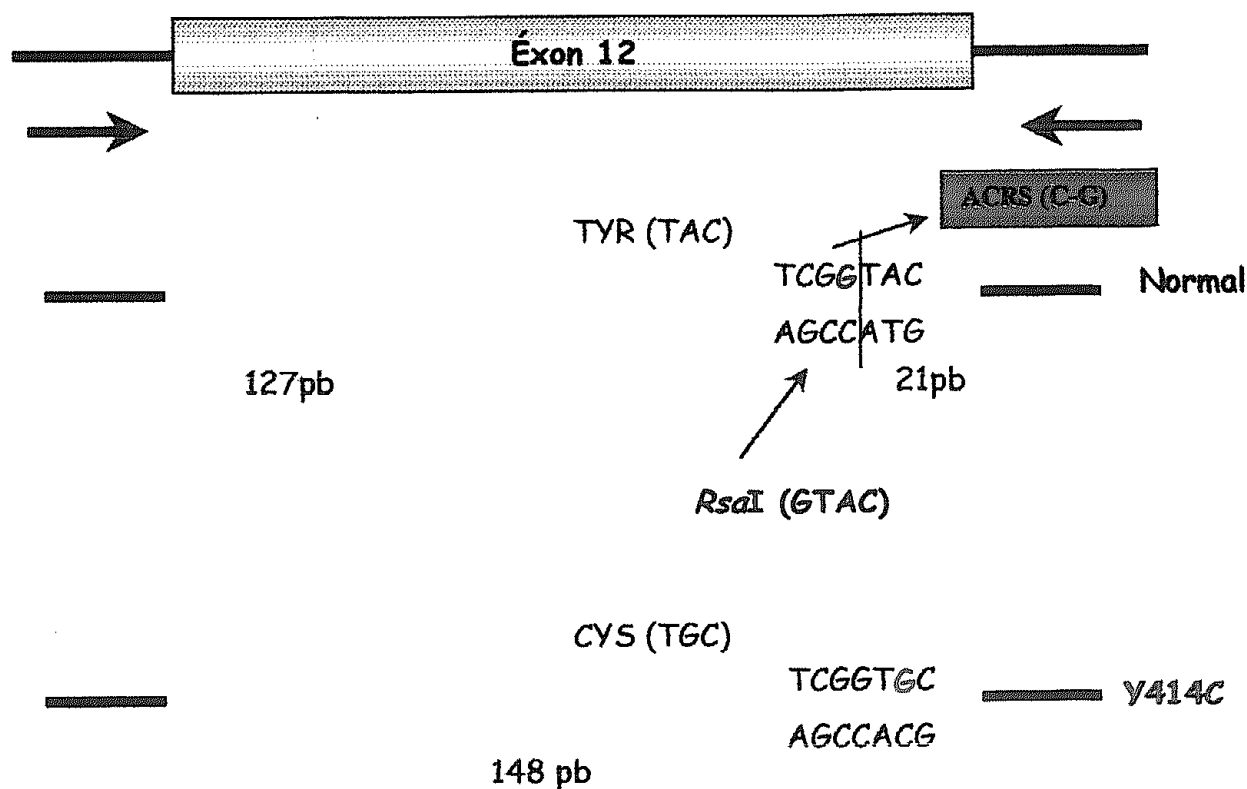 Éxon 12
ACRS (C-G)
TYR (TAC)
TCGGTAC
Normal
AGCCATG
127pb
21pb
RsaI (GTAC)
CYS (TGC)
TCGGTGC
Y414C
AGCCACG
148 pb